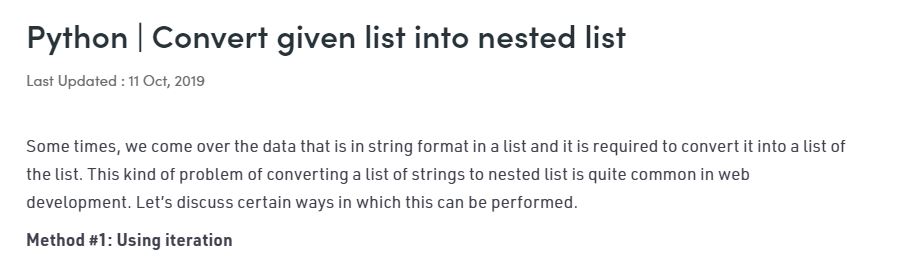 Python | Convert given list into nested list
Last Updated : 11 Oct, 2019
Some times, we come over the data that is in string format in a list and it is required to convert it into a list of
the list. This kind of problem of converting a list of strings to nested list is quite common in web
development. Let's discuss certain ways in which this can be performed.
Method #1: Using iteration